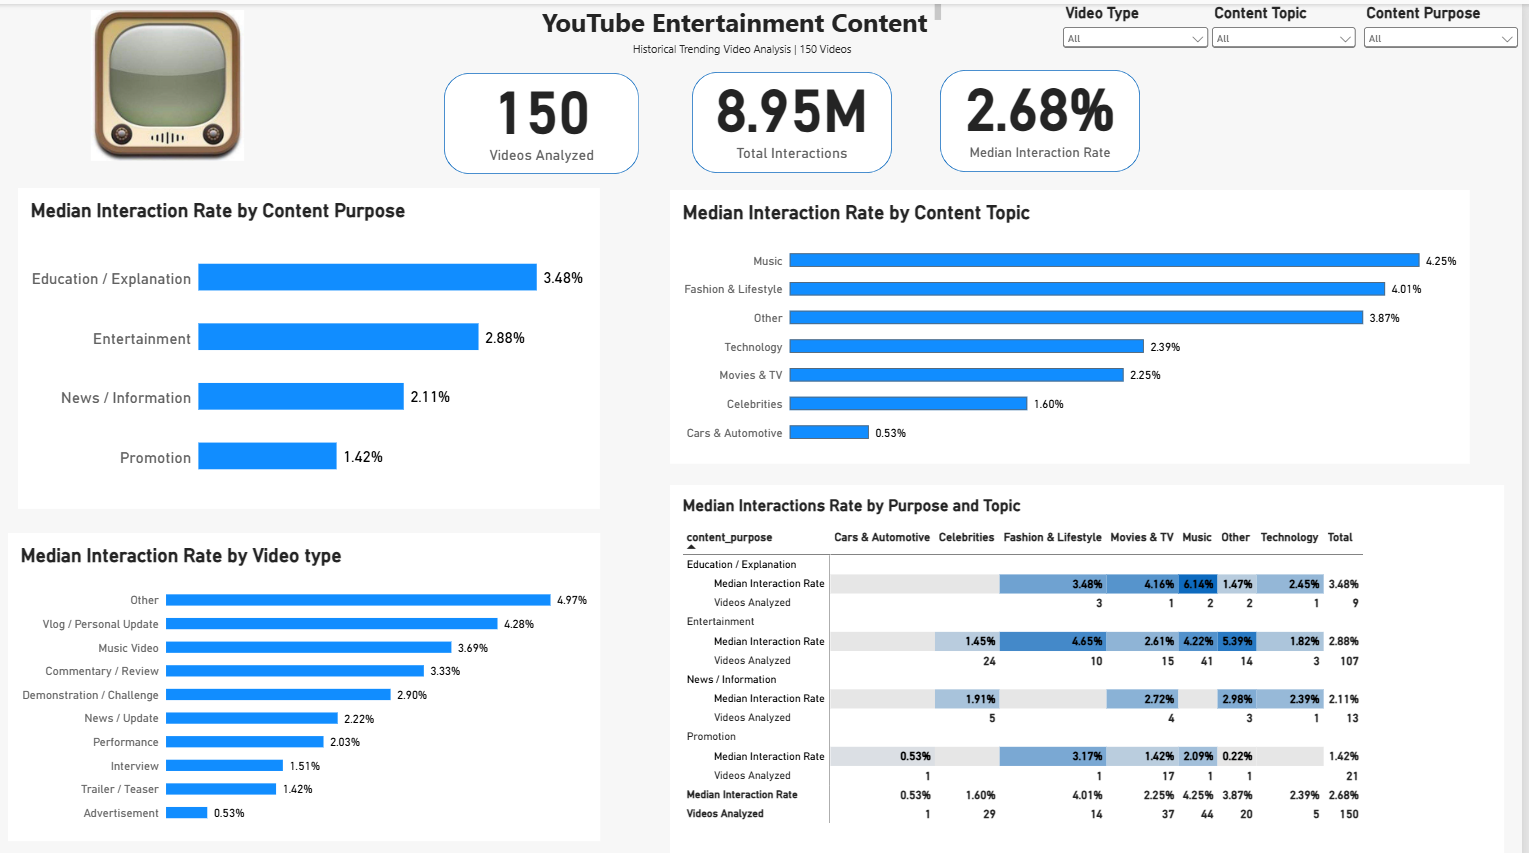 YouTube Entertainment Content
Historical Trending Video Analysis | 150 Videos
Video Type
All
Content Topic
All
Content Purpose
All
150
Videos Analyzed
8.95M
Total Interactions
2.68%
Median Interaction Rate
Median Interaction Rate by Content Purpose
Education / Explanation 3.48%
Entertainment 2.88%
News / Information 2.11%
Promotion 1.42%
Median Interaction Rate by Content Topic
Music 4.25%
Fashion & Lifestyle 4.01%
Other 3.87%
Technology 2.39%
Movies & TV 2.25%
Celebrities 1.60%
Cars & Automotive 0.53%
Median Interaction Rate by Video type
Other 4.97%
Vlog / Personal Update 4.28%
Music Video 3.69%
Commentary / Review 3.33%
Demonstration / Challenge 2.90%
News / Update 2.22%
Performance 2.03%
Interview 1.51%
Trailer / Teaser 1.42%
Advertisement 0.53%
Median Interactions Rate by Purpose and Topic
content_purpose Cars & Automotive Celebrities Fashion & Lifestyle Movies & TV Music Other Technology Total
Education / Explanation
Median Interaction Rate 3.48% 4.16% 6.14% 1.47% 2.45% 3.48%
Videos Analyzed 3 1 2 2 1 9
Entertainment
Median Interaction Rate 1.45% 4.65% 2.61% 4.22% 5.39% 1.82% 2.88%
Videos Analyzed 24 10 15 41 14 3 107
News / Information
Median Interaction Rate 1.91% 2.72% 2.98% 2.39% 2.11%
Videos Analyzed 5 4 3 1 13
Promotion
Median Interaction Rate 0.53% 3.17% 1.42% 2.09% 0.22% 1.42%
Videos Analyzed 1 1 17 1 1 21
Median Interaction Rate 0.53% 1.60% 4.01% 2.25% 4.25% 3.87% 2.39% 2.68%
Videos Analyzed 1 29 14 37 44 20 5 150